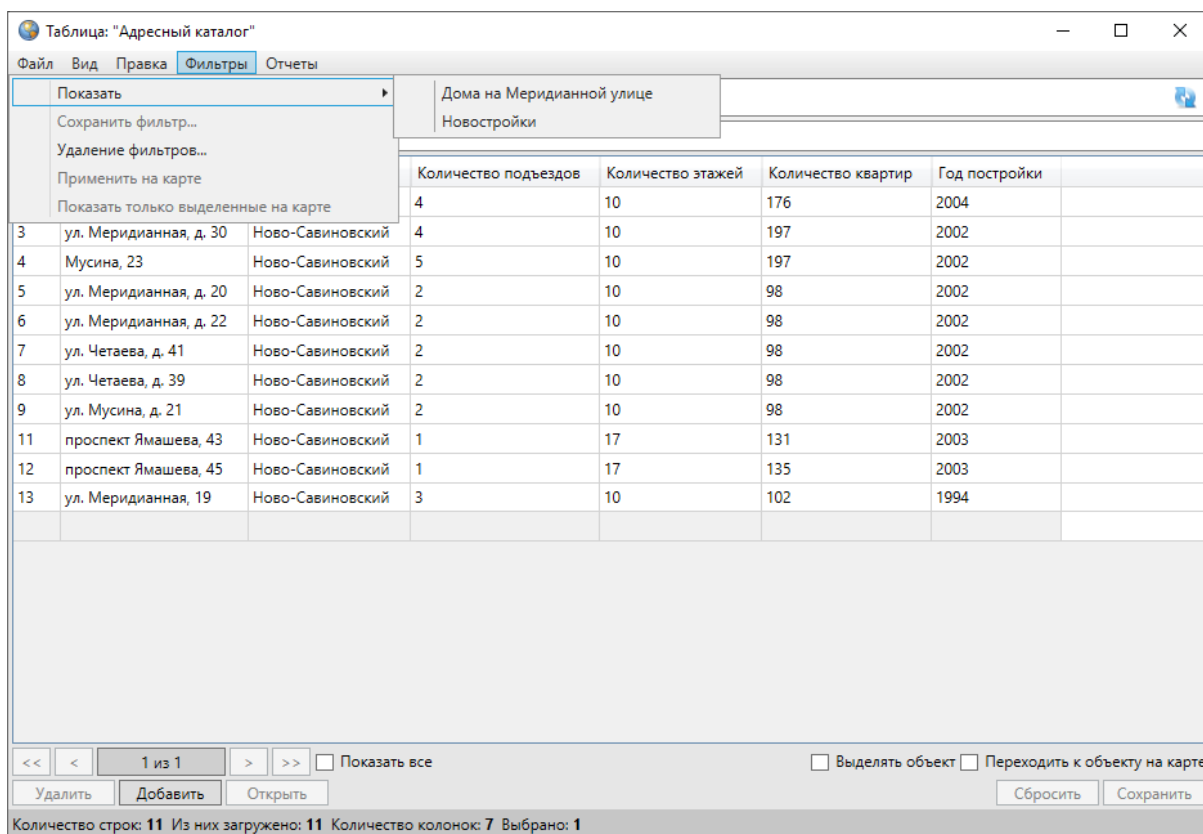 Таблица: "Адресный каталог"
Файл Вид Правка Фильтры Отчеты
Показать Дома на Меридианной улице
Сохранить фильтр... Новостройки
Удаление фильтров...
Применить на карте Количество подъездов Количество этажей Количество квартир Год постройки
Показать только выделенные на карте 4 10 176 2004
3 ул. Меридианная, д. 30 Ново-Савиновский 4 10 197 2002
4 Мусина, 23 Ново-Савиновский 5 10 197 2002
5 ул. Меридианная, д. 20 Ново-Савиновский 2 10 98 2002
6 ул. Меридианная, д. 22 Ново-Савиновский 2 10 98 2002
7 ул. Четаева, д. 41 Ново-Савиновский 2 10 98 2002
8 ул. Четаева, д. 39 Ново-Савиновский 2 10 98 2002
9 ул. Мусина, д. 21 Ново-Савиновский 2 10 98 2002
11 проспект Ямашева, 43 Ново-Савиновский 1 17 131 2003
12 проспект Ямашева, 45 Ново-Савиновский 1 17 135 2003
13 ул. Меридианная, 19 Ново-Савиновский 3 10 102 1994
<< < 1 из 1 > >> Показать все Выделять объект Переходить к объекту на карте
Удалить Добавить Открыть Сбросить Сохранить
Количество строк: 11 Из них загружено: 11 Количество колонок: 7 Выбрано: 1